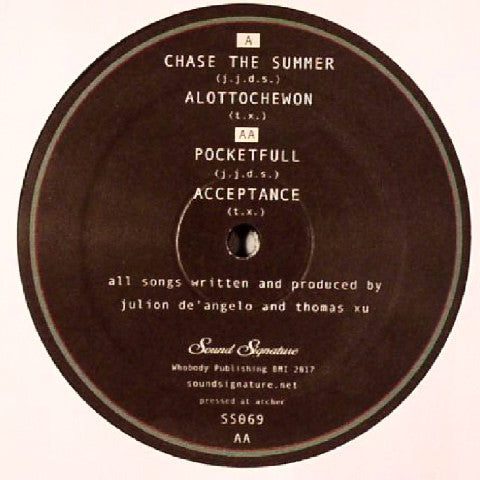 A
CHASE THE SUMMER
(j.j.d.s.)
ALOTTOCHEWON
(t.x.)
AA
POCKETFULL
(j.j.d.s.)
ACCEPTANCE
(t.x.)
all songs written and produced by
julion de'angelo and thomas xu
Sound Signature
Whobody Publishing BMI 2017
soundsignature.net
pressed at archer
SS069
AA